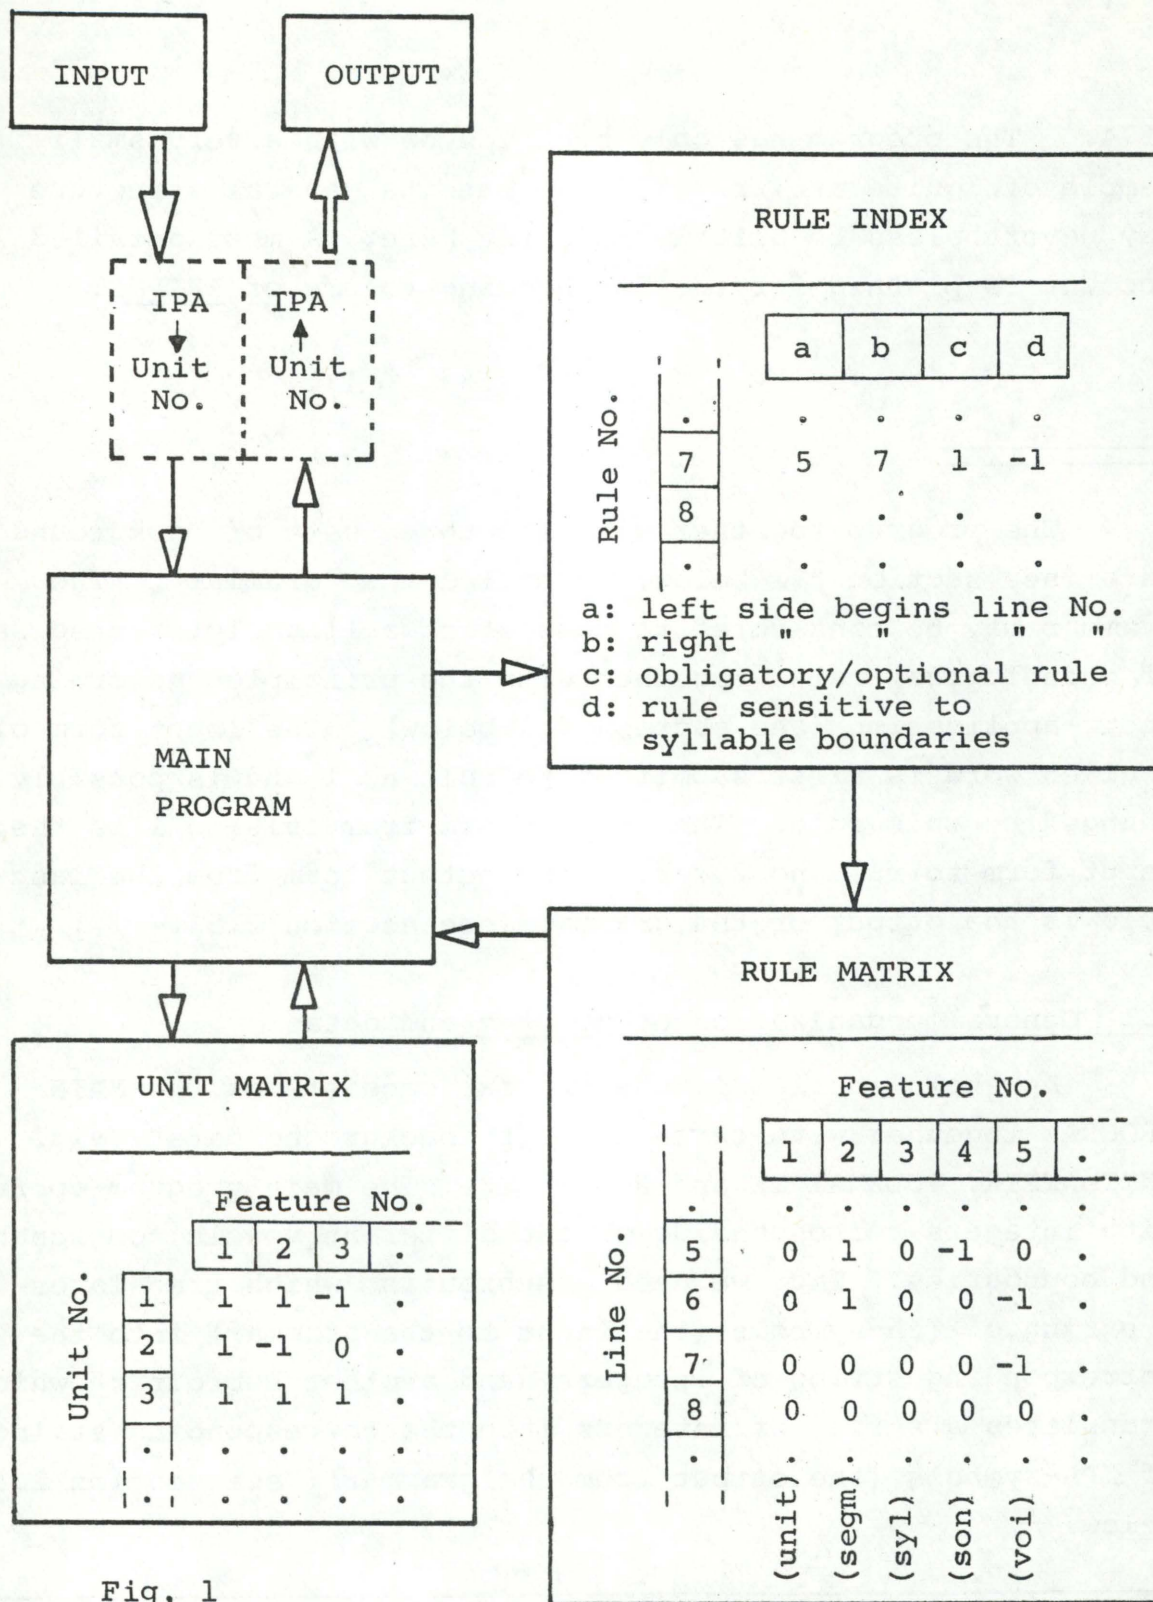 INPUT
OUTPUT
IPA
Unit
No.
IPA
Unit
No.
MAIN
PROGRAM
RULE INDEX
a b c d
Rule No.
. . . . .
7 5 7 1 -1
8 . . . .
. . . . .
a: left side begins line No.
b: right " " " "
c: obligatory/optional rule
d: rule sensitive to
syllable boundaries
UNIT MATRIX
Feature No.
1 2 3 .
Unit No.
1 1 1 -1 .
2 1 -1 0 .
3 1 1 1 .
. . . . .
. . . . .
RULE MATRIX
Feature No.
1 2 3 4 5 .
Line No.
. . . . . . .
5 0 1 0 -1 0 .
6 0 1 0 0 -1 .
7 0 0 0 0 -1 .
8 0 0 0 0 0 .
. . . . . . .
(unit)
(segm)
(syl)
(son)
(voi)
Fig. 1